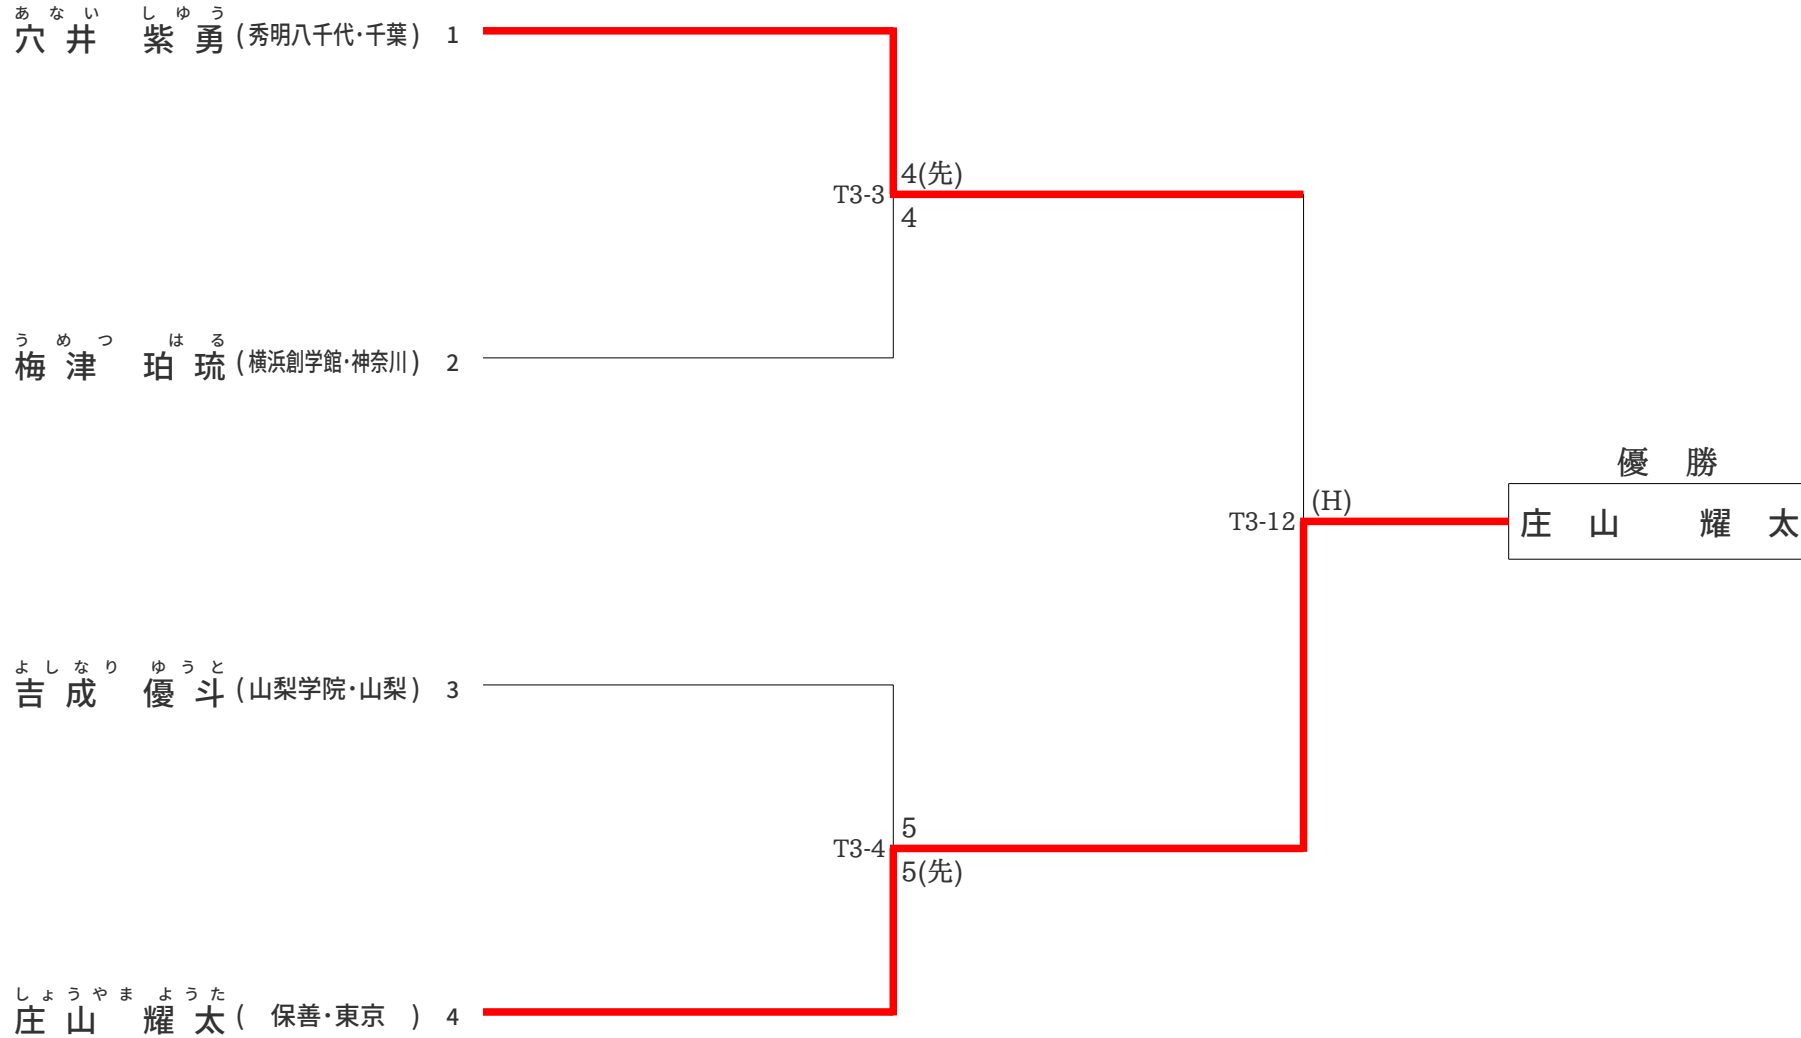 あない しゆう
穴井 紫勇 (秀明八千代・千葉) 1
4(先)
T3-3
4
うめつ はる
梅津 珀琉 (横浜創学館・神奈川) 2
優勝
(H)
T3-12
庄山 耀太
よしなり ゆうと
吉成 優斗 (山梨学院・山梨) 3
5
T3-4
5(先)
しょうやま ようた
庄山 耀太 (保善・東京) 4